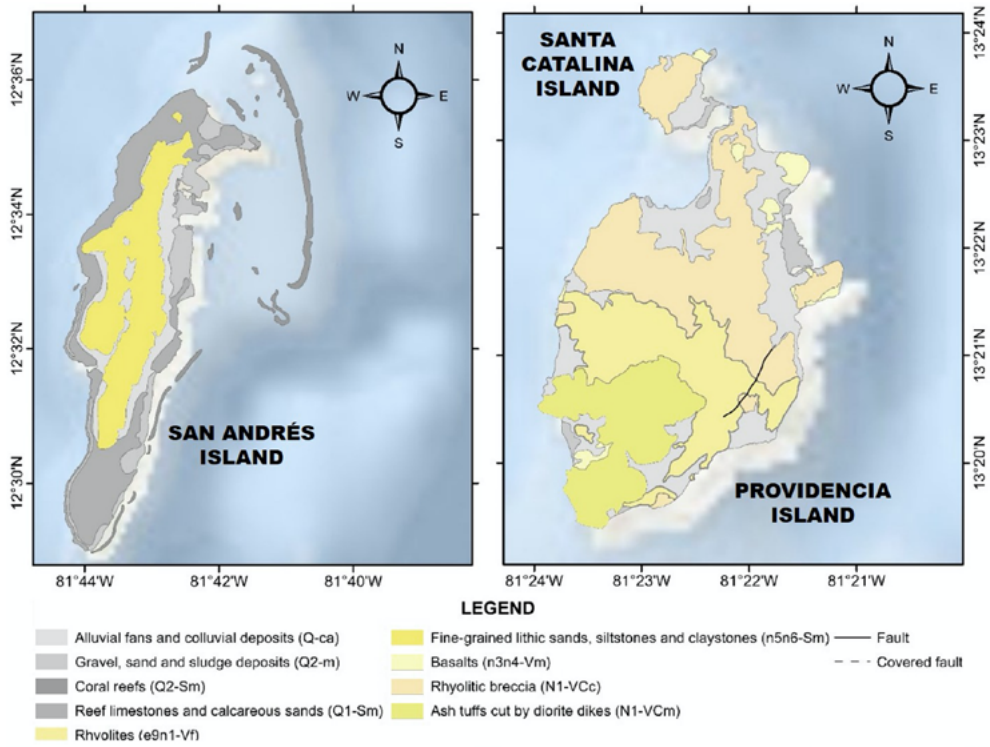 SANTA
CATALINA
ISLAND
N
W E
S
N
W E
S
12°36'N
12°34'N
12°32'N
12°30'N
13°24'N
13°23'N
13°22'N
13°21'N
13°20'N
SAN ANDRÉS
ISLAND
PROVIDENCIA
ISLAND
81°44'W 81°42'W 81°40'W
81°24'W 81°23'W 81°22'W 81°21'W
LEGEND
Alluvial fans and colluvial deposits (Q-ca)
Gravel, sand and sludge deposits (Q2-m)
Coral reefs (Q2-Sm)
Reef limestones and calcareous sands (Q1-Sm)
Rhyolites (e9n1-Vf)
Fine-grained lithic sands, siltstones and claystones (n5n6-Sm)
Basalts (n3n4-Vm)
Rhyolitic breccia (N1-VCc)
Ash tuffs cut by diorite dikes (N1-VCm)
Fault
Covered fault